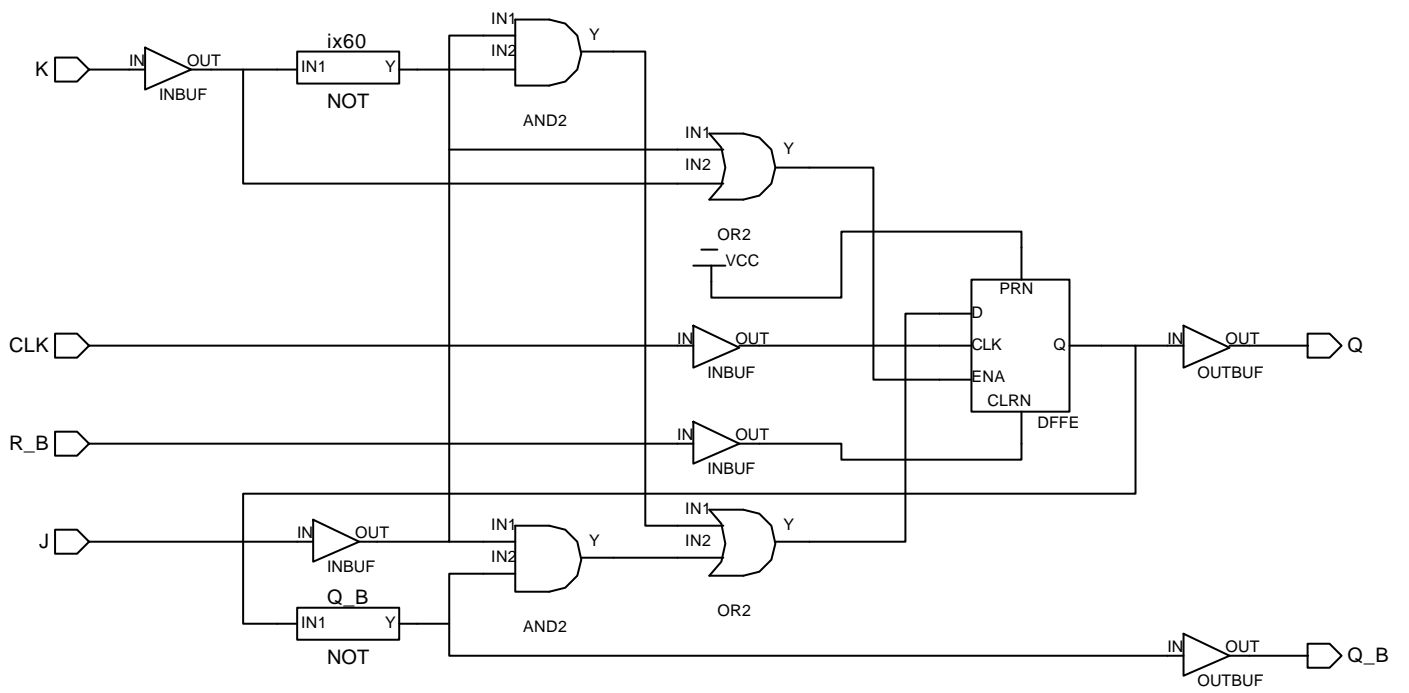 IN1
Y
ix60
IN2
K
IN
OUT
IN1
Y
INBUF
NOT
AND2
IN1
Y
IN2
OR2
VCC
PRN
D
CLK
IN
OUT
CLK
Q
IN
OUT
Q
INBUF
ENA
OUTBUF
CLRN
DFFE
R_B
IN
OUT
INBUF
IN1
Y
IN1
Y
J
IN
OUT
IN2
IN2
INBUF
Q_B
IN1
Y
AND2
OR2
NOT
IN
OUT
Q_B
OUTBUF